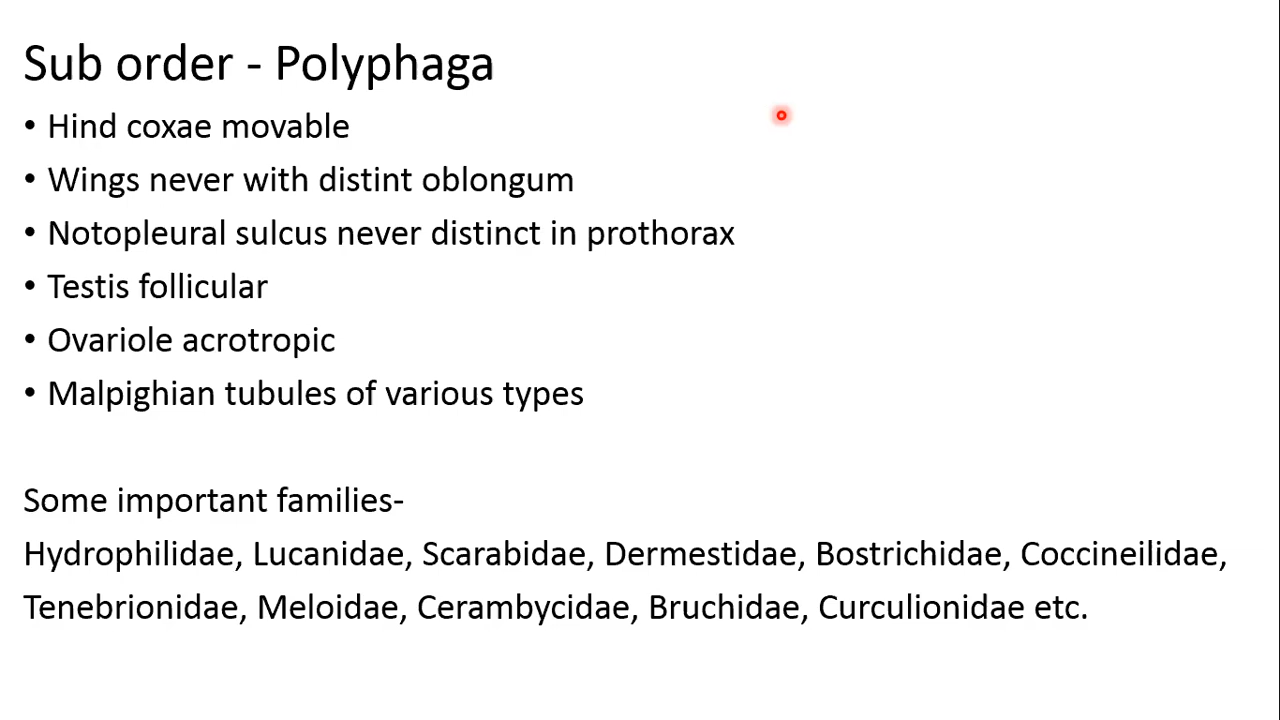 Sub order - Polyphaga
• Hind coxae movable
• Wings never with distint oblongum
• Notopleural sulcus never distinct in prothorax
• Testis follicular
• Ovariole acrotropic
• Malpighian tubules of various types
Some important families-
Hydrophilidae, Lucanidae, Scarabidae, Dermestidae, Bostrichidae, Coccineilidae,
Tenebrionidae, Meloidae, Cerambycidae, Bruchidae, Curculionidae etc.